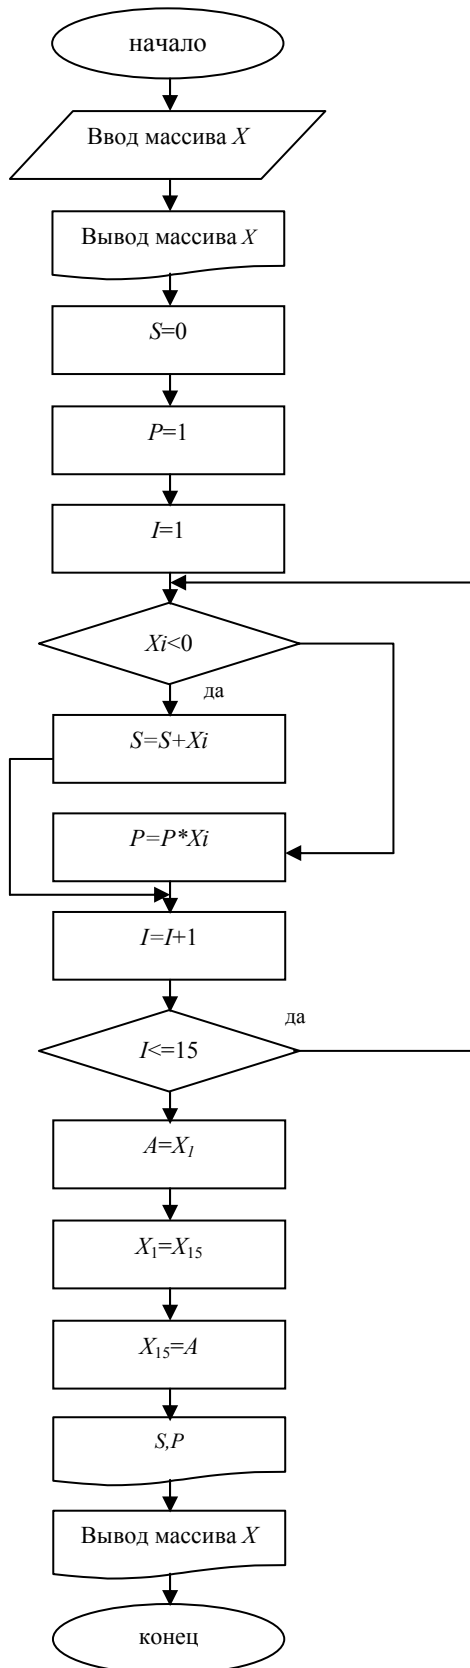 начало
Ввод массива X
Вывод массива X
S=0
P=1
I=1
Xi<0
да
S=S+Xi
P=P*Xi
I=I+1
да
I<=15
A=X₁
X₁=X₁₅
X₁₅=A
S,P
Вывод массива X
конец